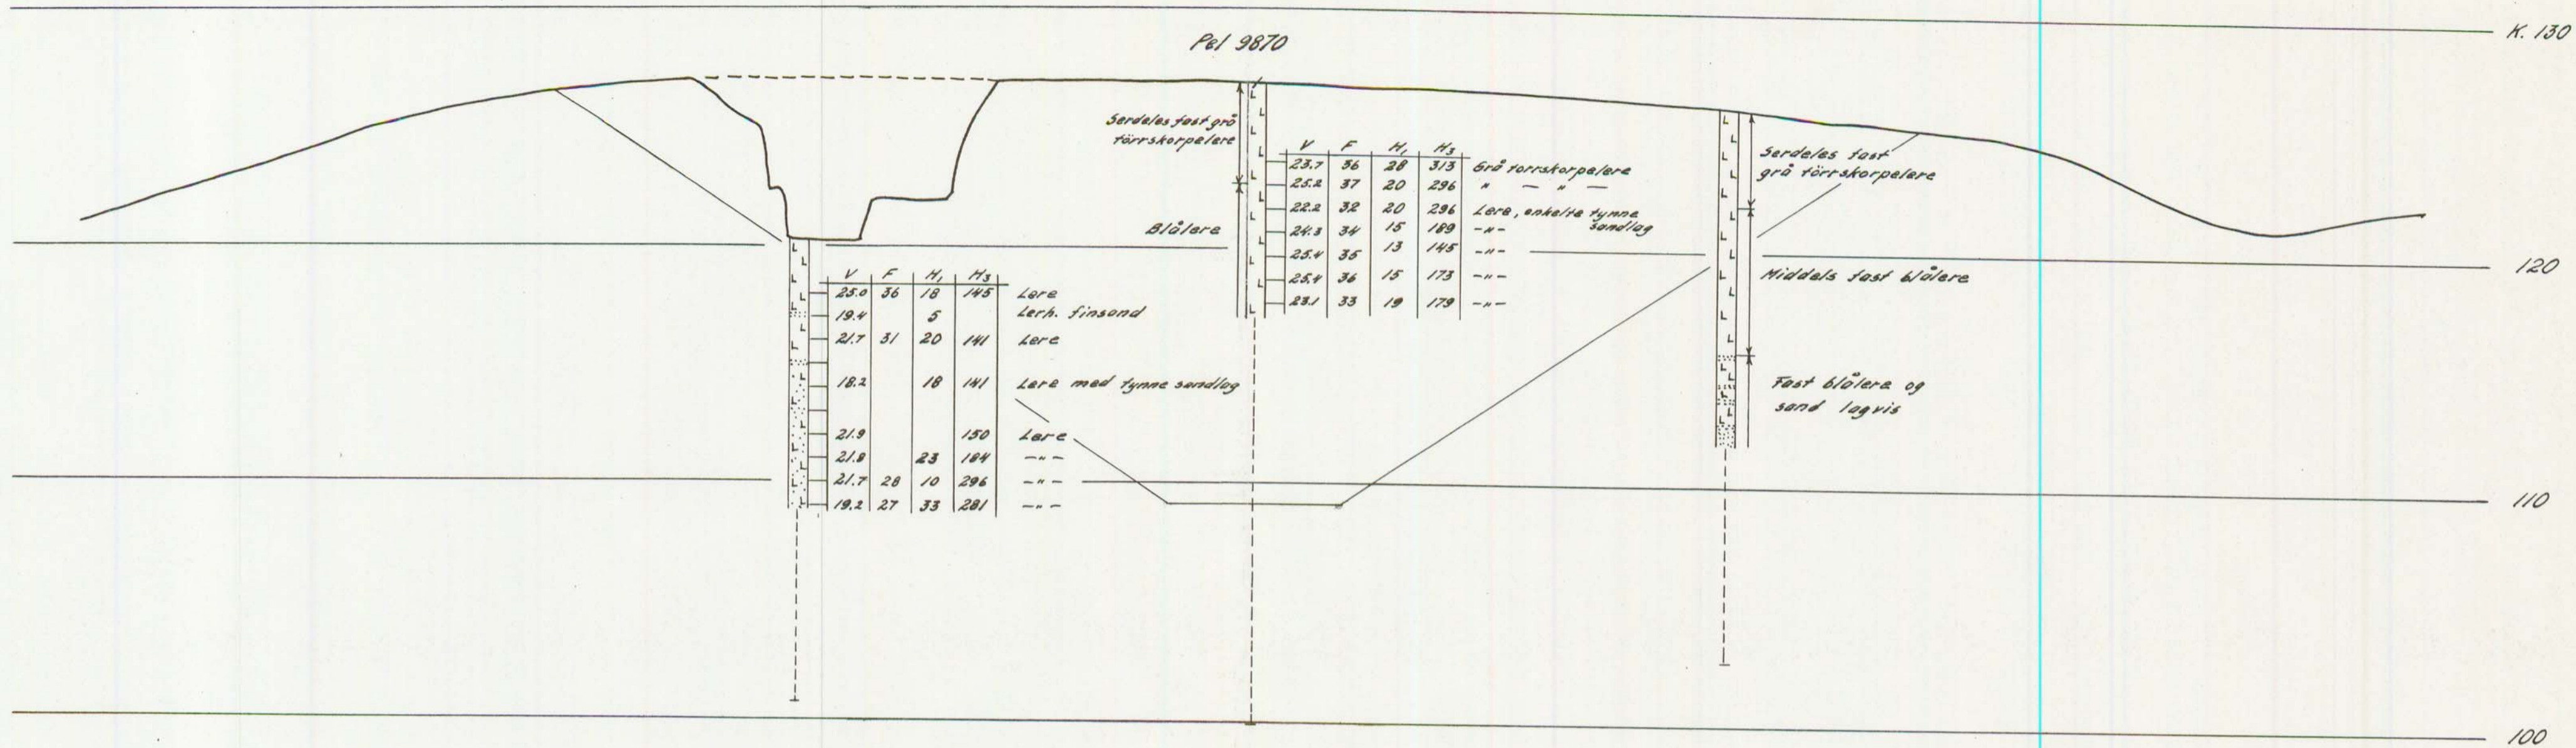 K. 130
Pel 9870
Serdeles fast grå
törrskorpelere
Blålere
V F H₁ H₃
23.7 36 28 313 Grå torrskorpelere
25.2 37 20 296 " — " —
22.2 32 20 296 Lere, enkelte tynne
sandlag
24.3 34 15 189 -"-
25.4 35 13 145 -"-
25.4 36 15 173 -"-
23.1 33 19 179 -"-
Serdeles fast
grå törrskorpelere
Middels fast blålere
Fast blålere og
sand lagvis
120
V F H₁ H₃
25.0 36 18 145 Lere
19.4 5 Lerh. finsand
21.7 31 20 141 Lere
18.2 18 141 Lere med tynne sandlag
21.9 150 Lere
21.8 23 184 -"-
21.7 28 10 296 -"-
19.2 27 33 281 -"-
110
100